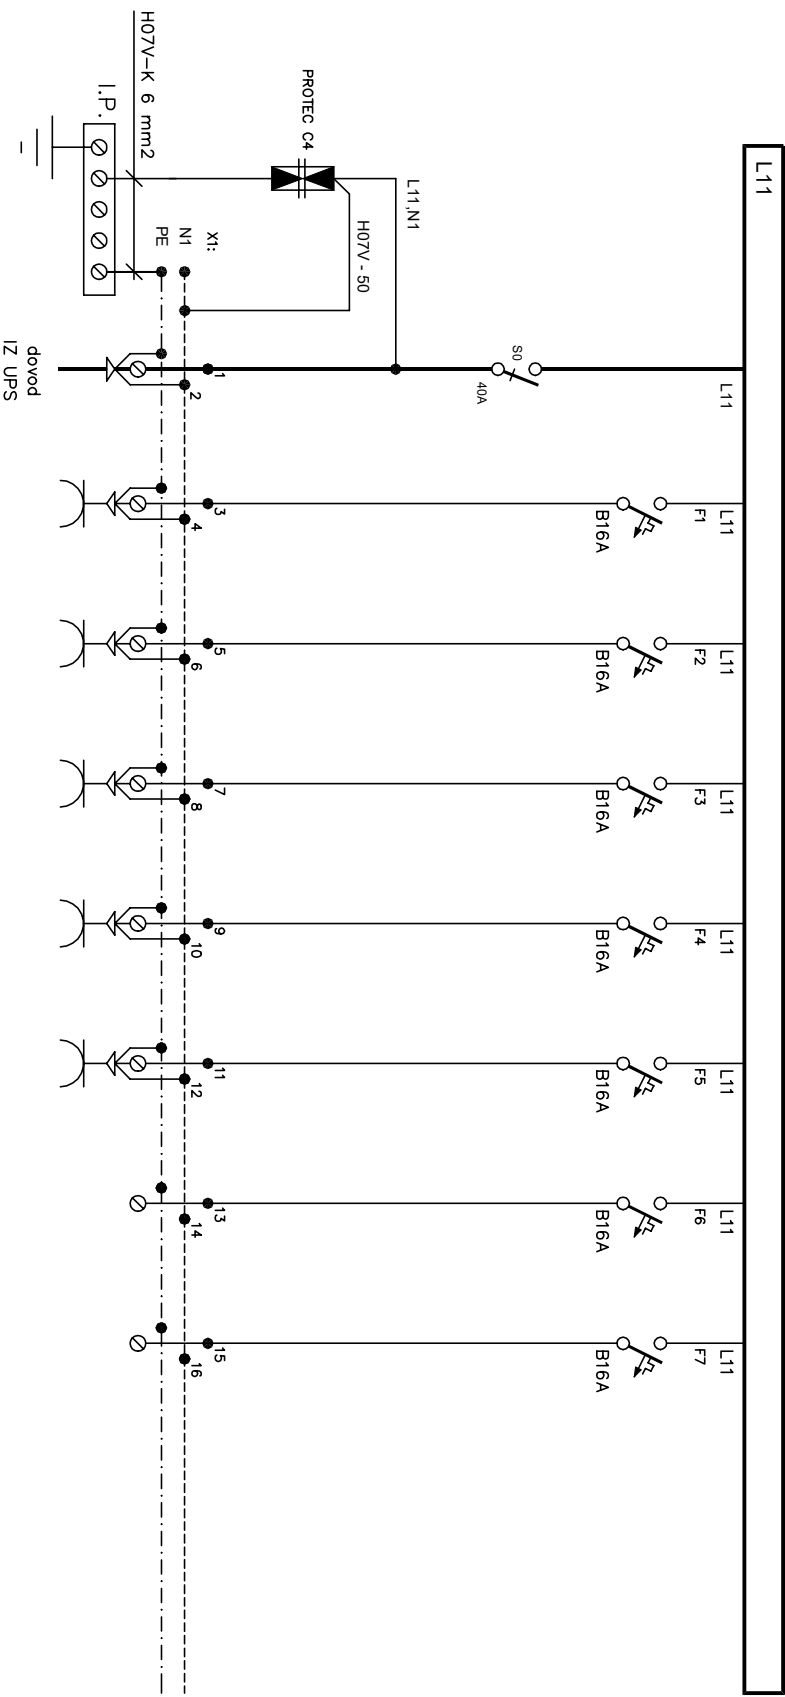 L11
L11
S0
40A
L11,N1
PROTEC C4
H07V - 50
H07V-K 6 mm2
I.P.
X1:
N1
PE
1
2
dovod
IZ UPS
L11
F1
B16A
3
4
L11
F2
B16A
5
6
L11
F3
B16A
7
8
L11
F4
B16A
9
10
L11
F5
B16A
11
12
L11
F6
B16A
13
14
L11
F7
B16A
15
16